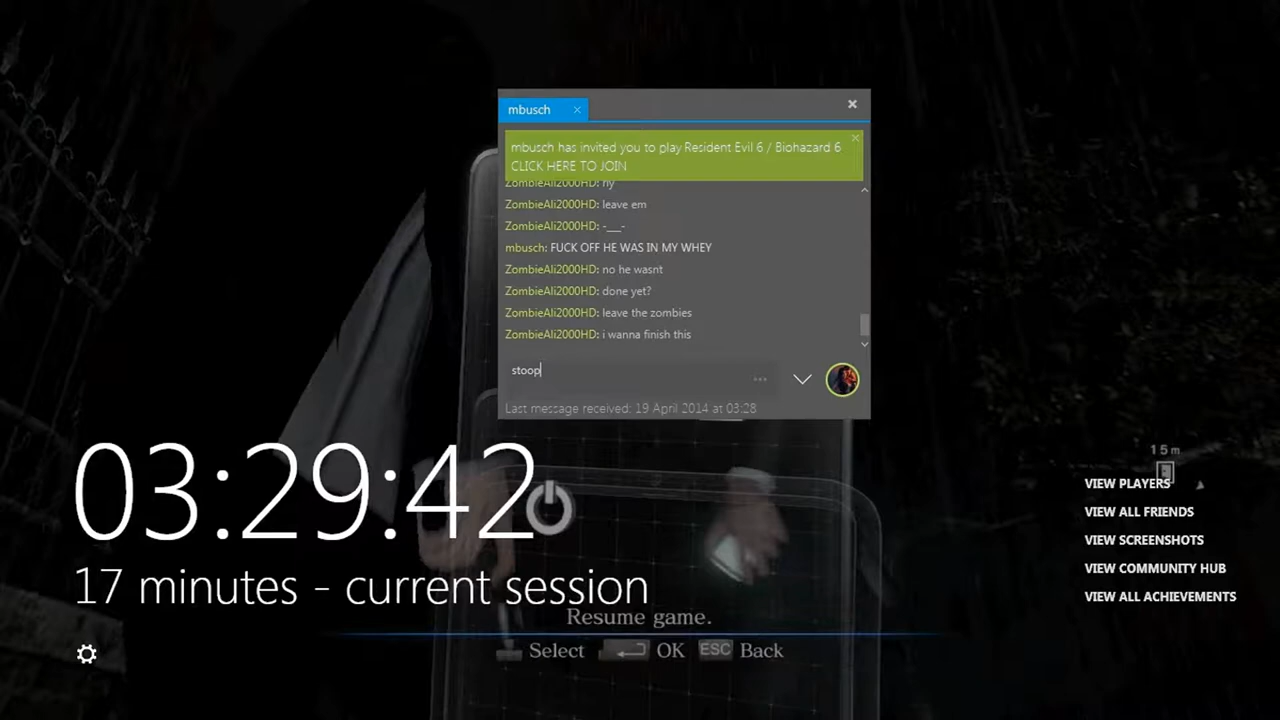 mbusch
mbusch has invited you to play Resident Evil 6 / Biohazard 6
CLICK HERE TO JOIN
ZombieAli2000HD: ny
ZombieAli2000HD: leave em
ZombieAli2000HD: -___-
mbusch: FUCK OFF HE WAS IN MY WHEY
ZombieAli2000HD: no he wasnt
ZombieAli2000HD: done yet?
ZombieAli2000HD: leave the zombies
ZombieAli2000HD: i wanna finish this
stoop
Last message received: 19 April 2014 at 03:28
03:29:42
17 minutes - current session
15m
VIEW PLAYERS
VIEW ALL FRIENDS
VIEW SCREENSHOTS
VIEW COMMUNITY HUB
VIEW ALL ACHIEVEMENTS
Resume game.
Select OK ESC Back